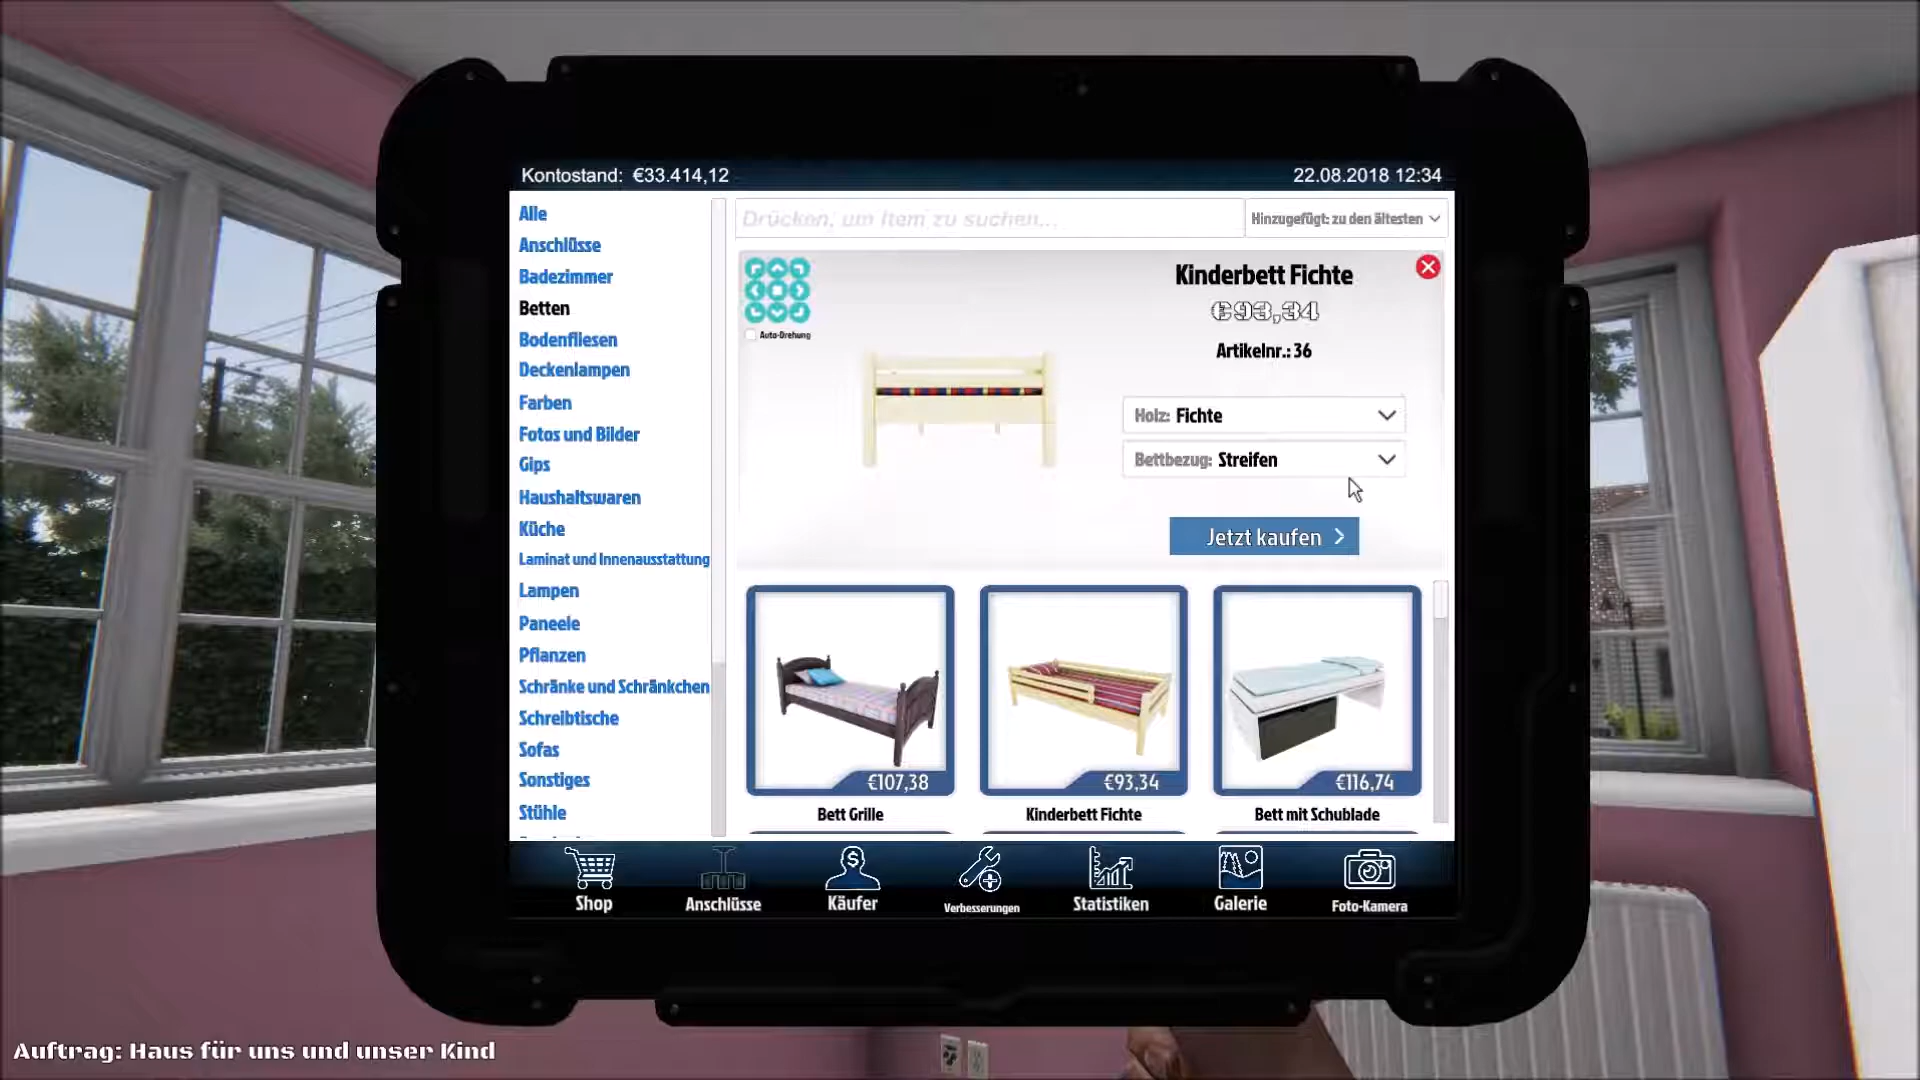 Kontostand: €33.414,12
22.08.2018 12:34
Alle
Anschlüsse
Badezimmer
Betten
Bodenfliesen
Deckenlampen
Farben
Fotos und Bilder
Gips
Haushaltswaren
Küche
Laminat und Innenausstattung
Lampen
Paneele
Pflanzen
Schränke und Schränkchen
Schreibtische
Sofas
Sonstiges
Stühle
Drücken, um Item zu suchen...
Hinzugefügt: zu den ältesten
Auto-Drehung
Kinderbett Fichte
€93,34
Artikelnr.: 36
Holz: Fichte
Bettbezug: Streifen
Jetzt kaufen
€107,38
€93,34
€116,74
Bett Grille
Kinderbett Fichte
Bett mit Schublade
Shop
Anschlüsse
Käufer
Verbesserungen
Statistiken
Galerie
Foto-Kamera
Auftrag: Haus für uns und unser Kind